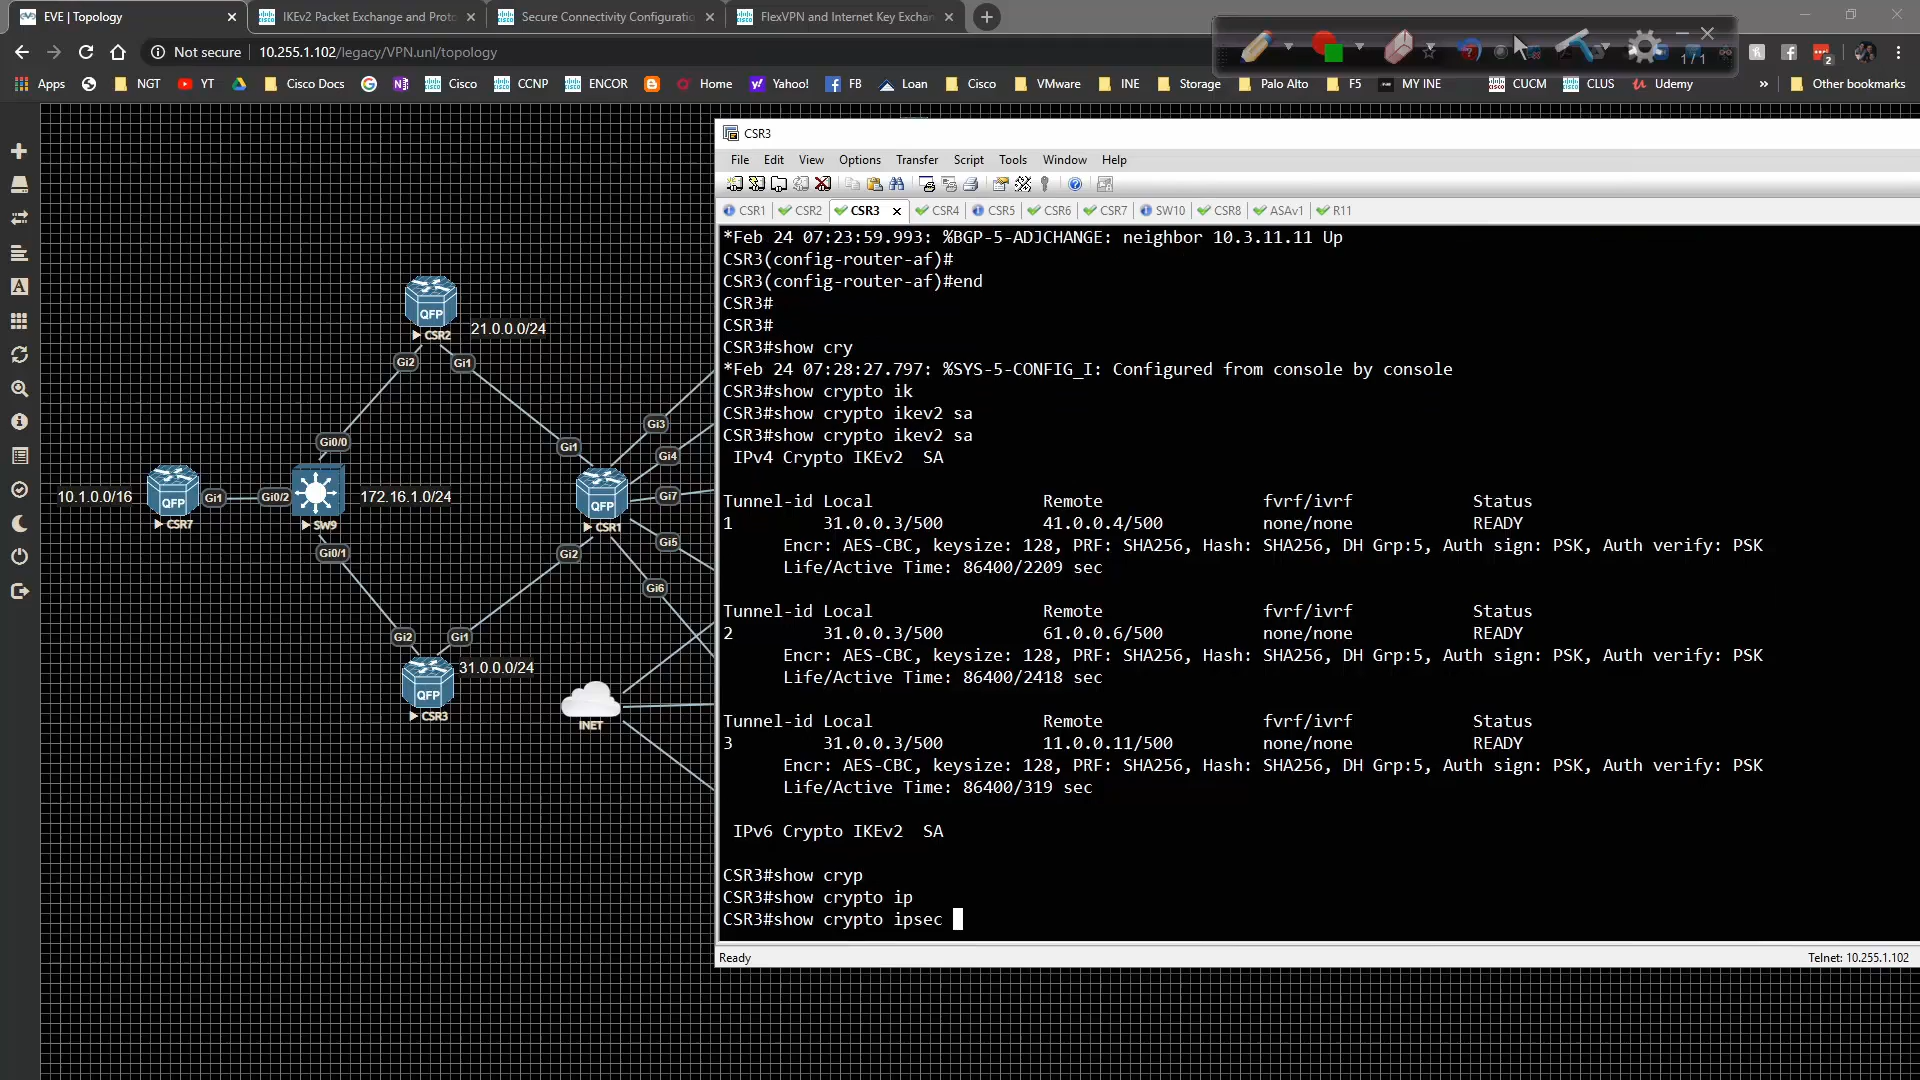 EVE | Topology
IKEv2 Packet Exchange and Proto
Secure Connectivity Configuratio
FlexVPN and Internet Key Exchan
Not secure
10.255.1.102/legacy/VPN.unl/topology
1 / 1
2
Apps
NGT
YT
Cisco Docs
Cisco
CCNP
ENCOR
Home
Yahoo!
FB
Loan
Cisco
VMware
INE
Storage
Palo Alto
F5
MY INE
CUCM
CLUS
Udemy
»
Other bookmarks
QFP
CSR2
21.0.0.0/24
Gi2
Gi1
Gi0/0
Gi1
Gi3
Gi4
10.1.0.0/16
QFP
CSR7
Gi1
Gi0/2
SW9
172.16.1.0/24
QFP
CSR1
Gi7
Gi0/1
Gi2
Gi5
Gi6
Gi2
Gi1
QFP
CSR3
31.0.0.0/24
INET
CSR3
File Edit View Options Transfer Script Tools Window Help
CSR1 CSR2 CSR3 CSR4 CSR5 CSR6 CSR7 SW10 CSR8 ASAv1 R11
*Feb 24 07:23:59.993: %BGP-5-ADJCHANGE: neighbor 10.3.11.11 Up
CSR3(config-router-af)#
CSR3(config-router-af)#end
CSR3#
CSR3#
CSR3#show cry
*Feb 24 07:28:27.797: %SYS-5-CONFIG_I: Configured from console by console
CSR3#show crypto ik
CSR3#show crypto ikev2 sa
CSR3#show crypto ikev2 sa
IPv4 Crypto IKEv2 SA
Tunnel-id Local Remote fvrf/ivrf Status
1 31.0.0.3/500 41.0.0.4/500 none/none READY
Encr: AES-CBC, keysize: 128, PRF: SHA256, Hash: SHA256, DH Grp:5, Auth sign: PSK, Auth verify: PSK
Life/Active Time: 86400/2209 sec
Tunnel-id Local Remote fvrf/ivrf Status
2 31.0.0.3/500 61.0.0.6/500 none/none READY
Encr: AES-CBC, keysize: 128, PRF: SHA256, Hash: SHA256, DH Grp:5, Auth sign: PSK, Auth verify: PSK
Life/Active Time: 86400/2418 sec
Tunnel-id Local Remote fvrf/ivrf Status
3 31.0.0.3/500 11.0.0.11/500 none/none READY
Encr: AES-CBC, keysize: 128, PRF: SHA256, Hash: SHA256, DH Grp:5, Auth sign: PSK, Auth verify: PSK
Life/Active Time: 86400/319 sec
IPv6 Crypto IKEv2 SA
CSR3#show cryp
CSR3#show crypto ip
CSR3#show crypto ipsec
Ready
Telnet: 10.255.1.102